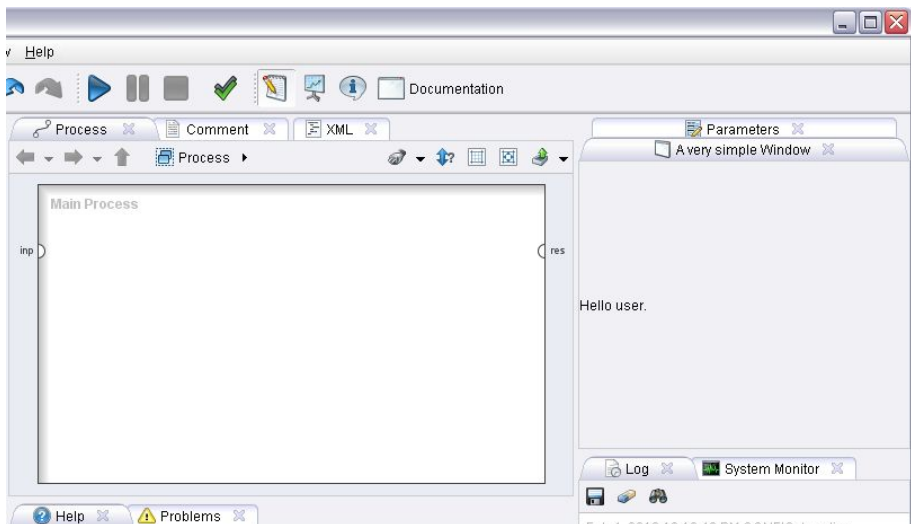 Help
Documentation
Process
Comment
XML
Parameters
Process
A very simple Window
Main Process
inp
res
Hello user.
Log
System Monitor
Help
Problems